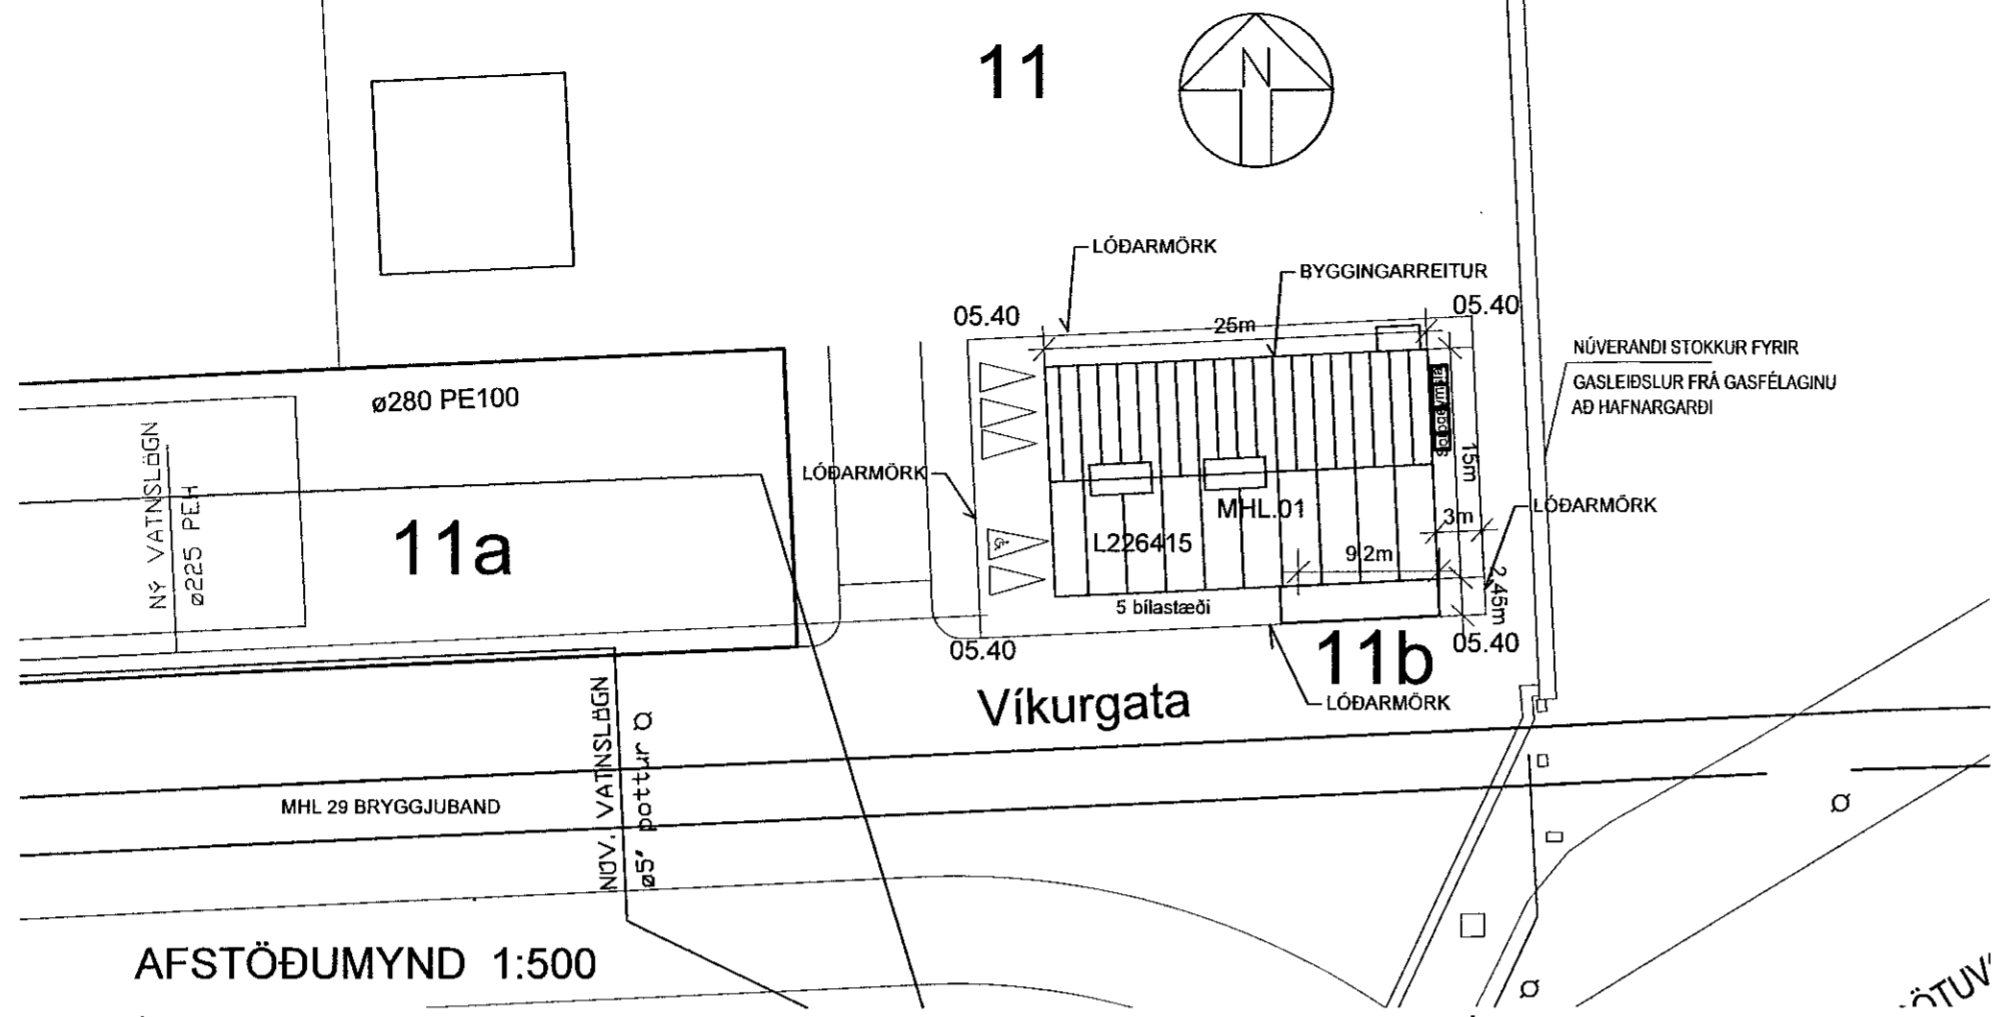 11
N
LÓÐARMÖRK
BYGGINGARREITUR
05.40
25m
05.40
NÚVERANDI STOKKUR FYRIR
GASLEIÐSLUR FRÁ GASFÉLAGINU
AÐ HAFNARGARÐI
ø280 PE100
NÝ VATNSLÖGN
ø225 PEH
11a
LÓÐARMÖRK
Sorpgeymsla
15m
MHL.01
L226415
3m
LÓÐARMÖRK
9.2m
2.45m
5 bílastæði
05.40
11b
05.40
LÓÐARMÖRK
Víkurgata
NÚV. VATNSLÖGN
ø5" pottur
MHL 29 BRYGGJUBAND
AFSTÖÐUMYND 1:500